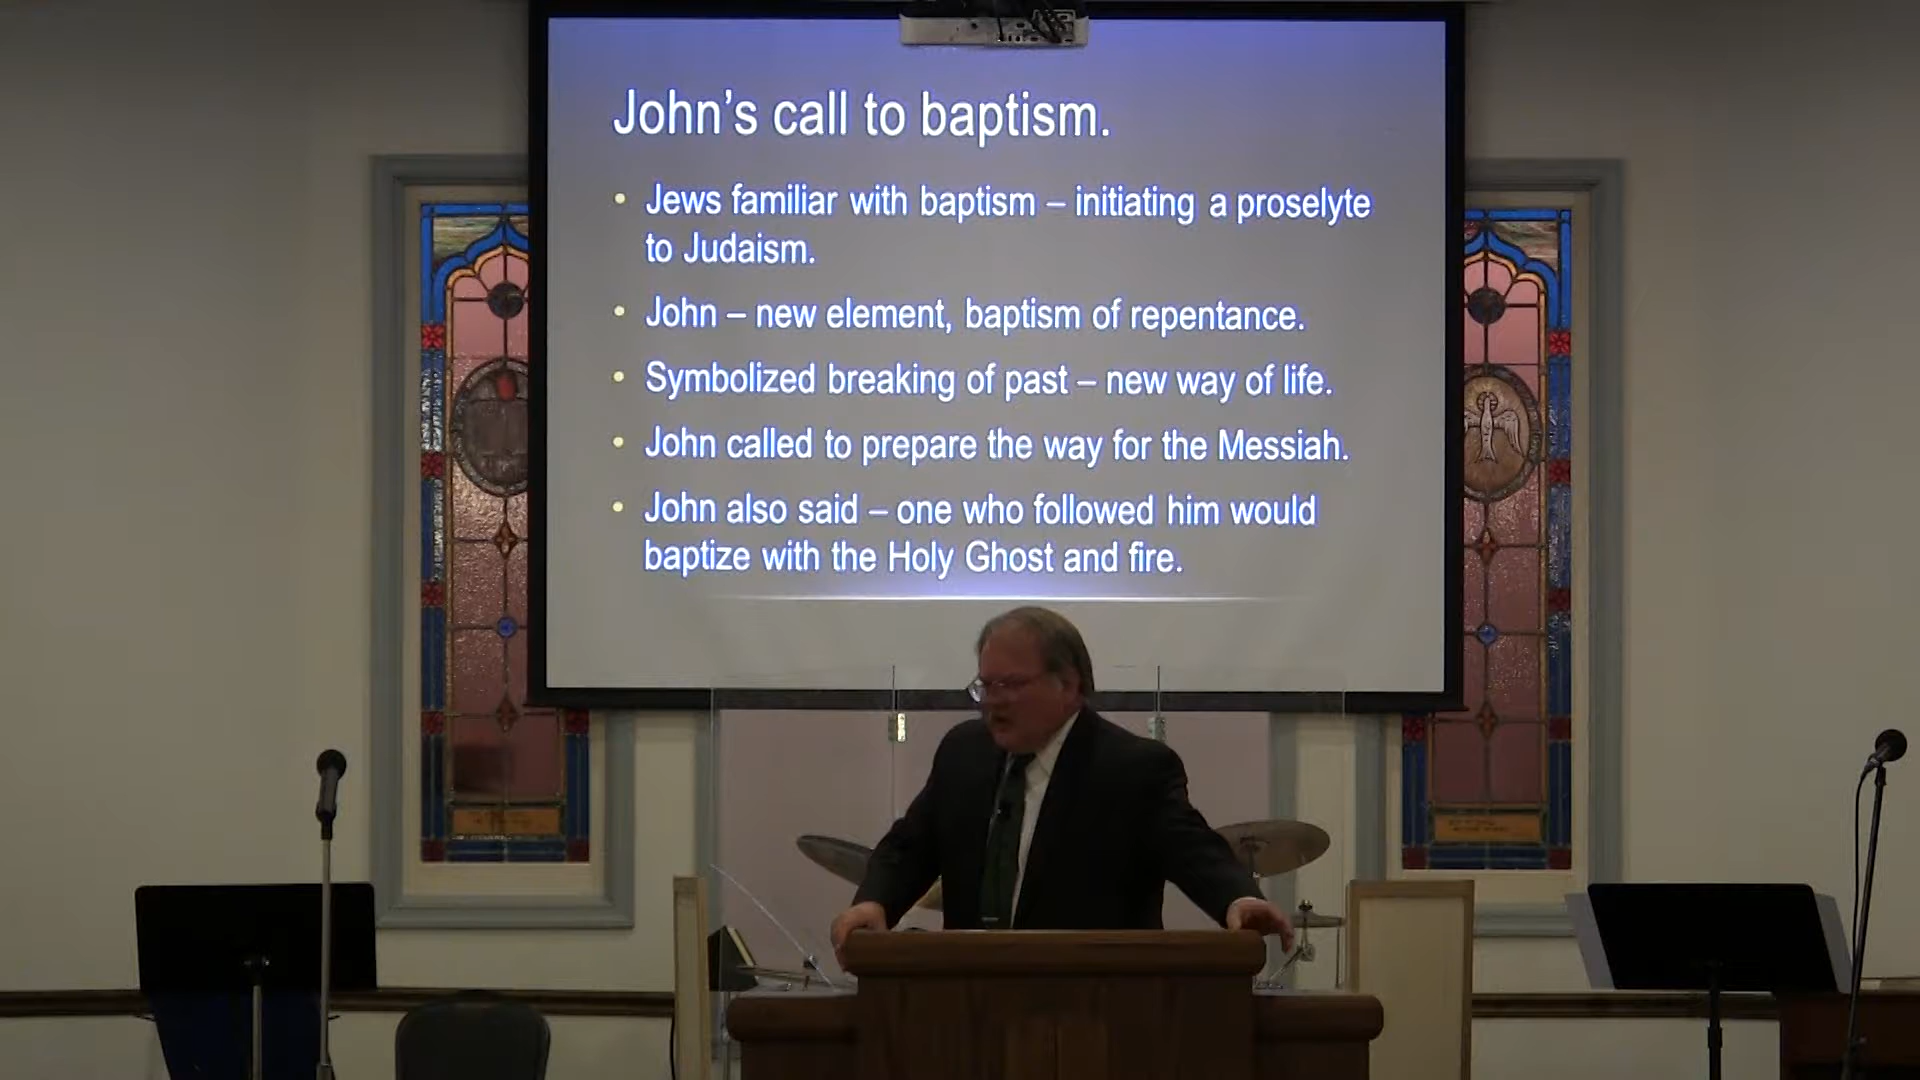 John’s call to baptism.
• Jews familiar with baptism – initiating a proselyte
to Judaism.
• John – new element, baptism of repentance.
• Symbolized breaking of past – new way of life.
• John called to prepare the way for the Messiah.
• John also said – one who followed him would
baptize with the Holy Ghost and fire.